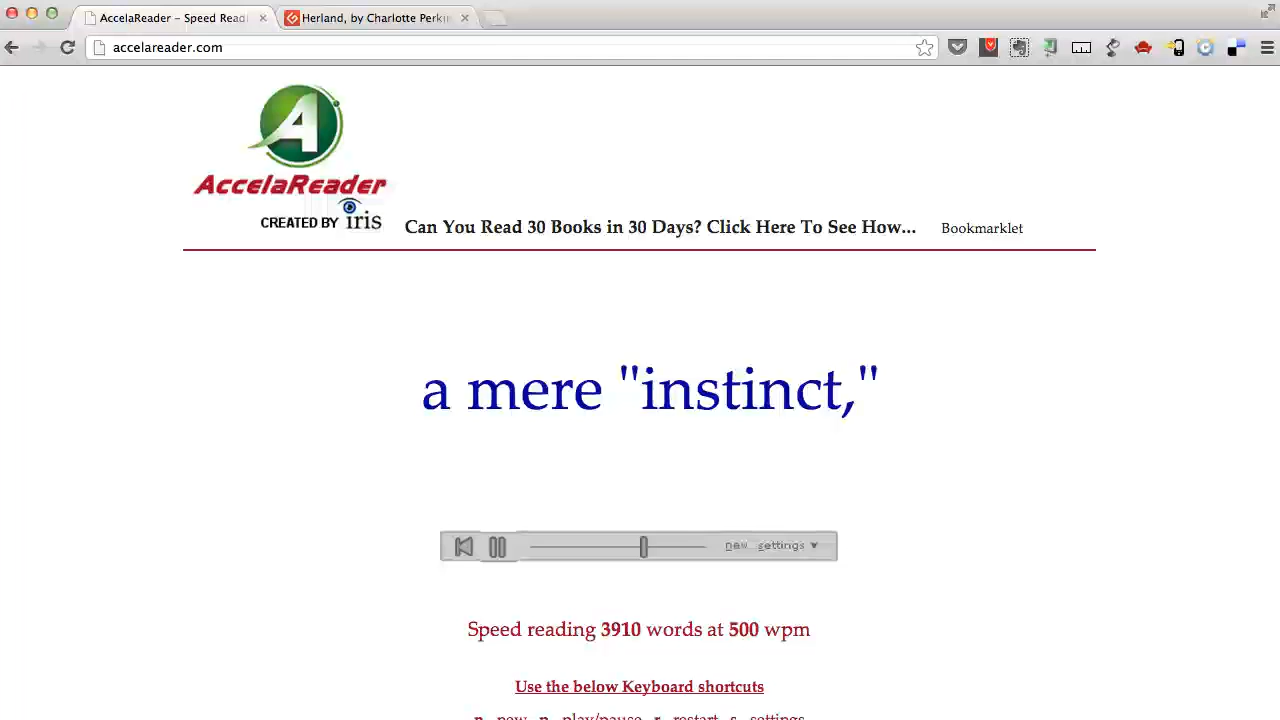 AccelaReader - Speed Readi
Herland, by Charlotte Perkin
accelareader.com
A
AccelaReader
CREATED BY iris
Can You Read 30 Books in 30 Days? Click Here To See How... Bookmarklet
a mere "instinct,"
new settings ▼
Speed reading 3910 words at 500 wpm
Use the below Keyboard shortcuts
n - new, p - play/pause, r - restart, s - settings